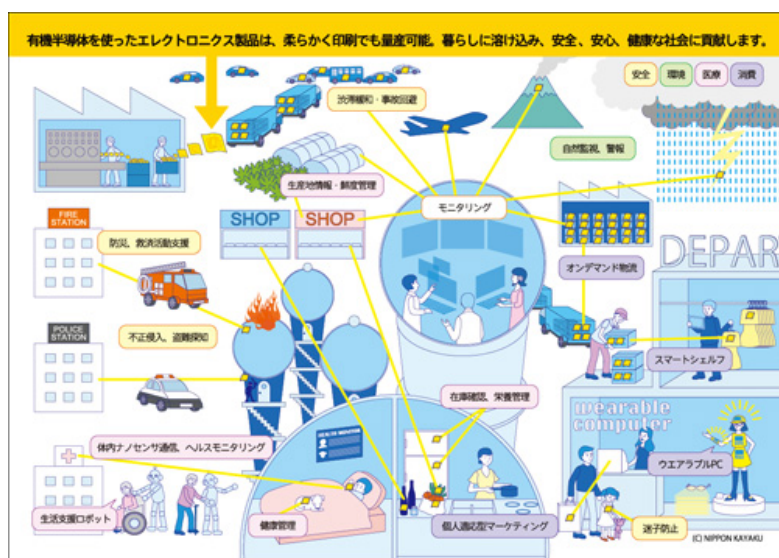 有機半導体を使ったエレクトロニクス製品は、柔らかく印刷でも量産可能。暮らしに溶け込み、安全、安心、健康な社会に貢献します。
安全 環境 医療 消費
渋滞緩和・事故回避
自然監視、警報
生産地情報・鮮度管理
モニタリング
FIRE
STATION
SHOP
SHOP
防災、救済活動支援
オンデマンド物流
DEPAR
POLICE
STATION
不正侵入、盗難探知
スマートシェルフ
在庫確認、栄養管理
wearable
computer
HEALTH MONITOR
体内ナノセンサ通信、ヘルスモニタリング
ウエアラブルPC
生活支援ロボット
健康管理
個人適応型マーケティング
迷子防止
(C) NIPPON KAYAKU